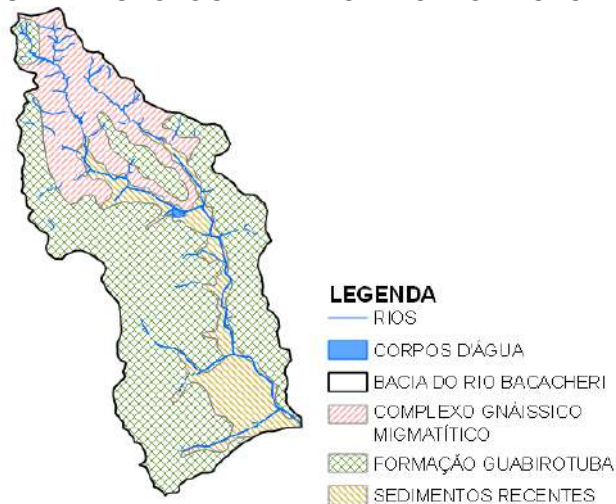 LEGENDA
RIOS
CORPOS D'ÁGUA
BACIA DO RIO BACACHERI
COMPLEXO GNÁISSICO
MIGMATÍTICO
FORMAÇÃO GUABIROTUBA
SEDIMENTOS RECENTES